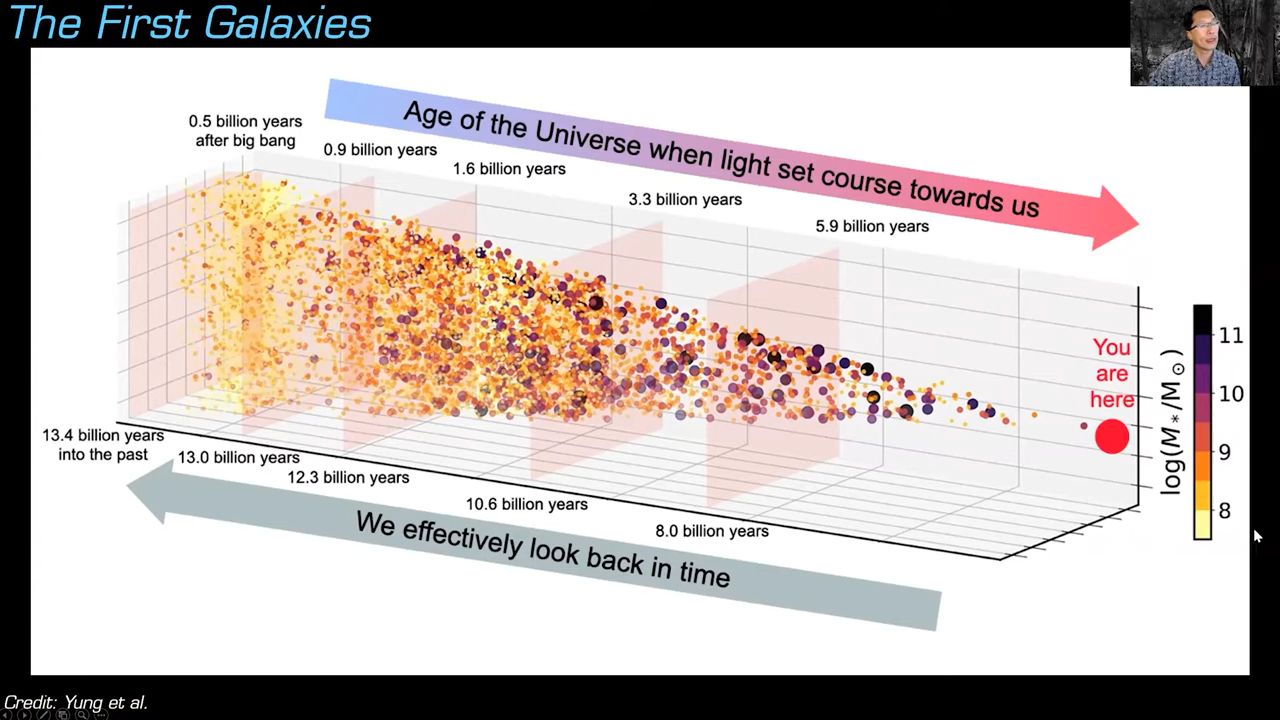 The First Galaxies
Age of the Universe when light set course towards us
0.5 billion years
after big bang
0.9 billion years
1.6 billion years
3.3 billion years
5.9 billion years
You
are
here
log(M*/M⊙)
11
10
9
8
13.4 billion years
into the past
13.0 billion years
12.3 billion years
10.6 billion years
8.0 billion years
We effectively look back in time
Credit: Yung et al.